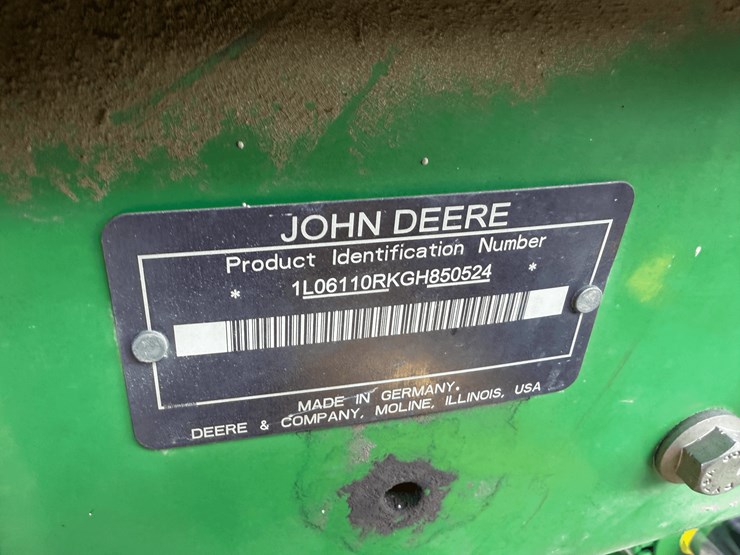 JOHN DEERE
Product Identification Number
* 1L06110RKGH850524 *
MADE IN GERMANY.
DEERE & COMPANY, MOLINE, ILLINOIS, USA